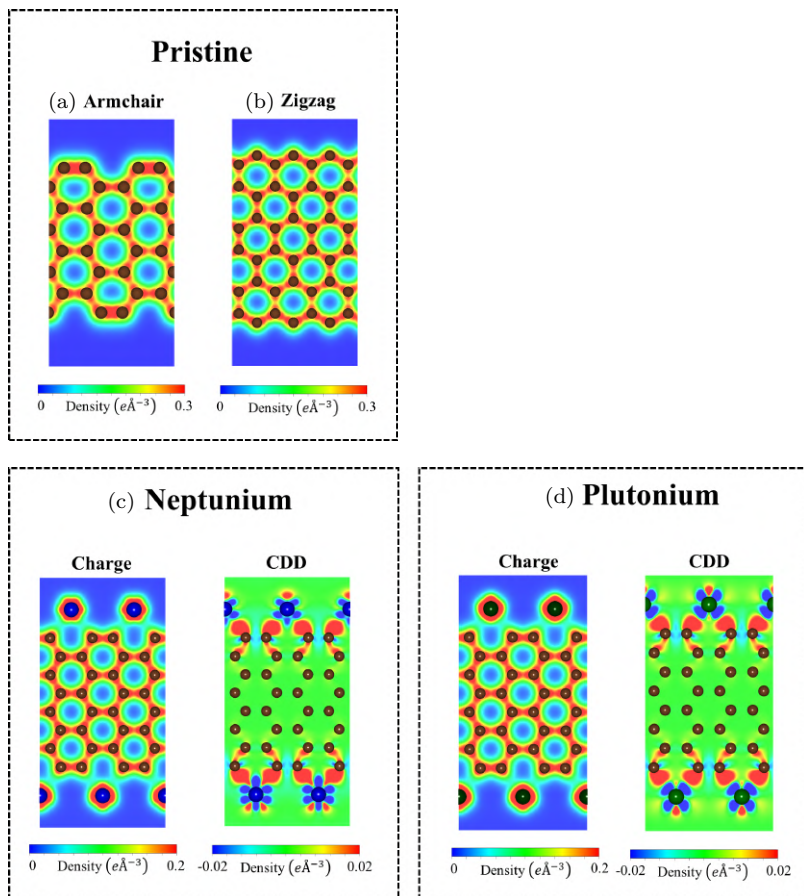 Pristine
(a) Armchair
(b) Zigzag
0 Density (eÅ⁻³) 0.3
0 Density (eÅ⁻³) 0.3
(c) Neptunium
Charge
CDD
0 Density (eÅ⁻³) 0.2
-0.02 Density (eÅ⁻³) 0.02
(d) Plutonium
Charge
CDD
0 Density (eÅ⁻³) 0.2
-0.02 Density (eÅ⁻³) 0.02